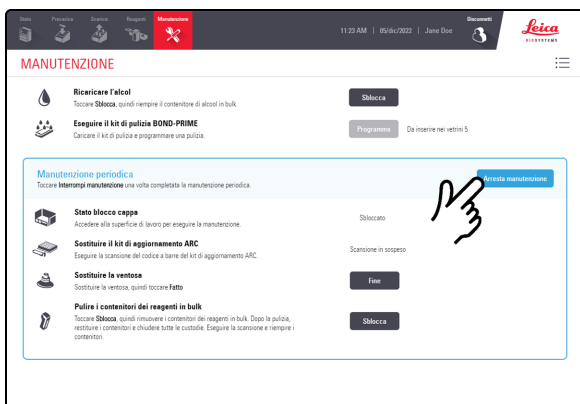 Stato Prenarica Scarica Reagenti Manutenzione
11:23 AM | 05/dic/2022 | Jane Doe
Disconnetti
Leica
BIOSYSTEMS
MANUTENZIONE
Ricaricare l'alcol
Toccare Sblocca, quindi riempire il contenitore di alcool in bulk.
Sblocca
Eseguire il kit di pulizia BOND-PRIME
Caricare il kit di pulizia e programmare una pulizia.
Programma
Da inserire nei vetrini 5
Manutenzione periodica
Toccare Interrompi manutenzione una volta completata la manutenzione periodica.
Arresta manutenzione
Stato blocco cappa
Accedere alla superficie di lavoro per eseguire la manutenzione.
Sbloccato
Sostituire il kit di aggiornamento ARC
Eseguire la scansione del codice a barre del kit di aggiornamento ARC.
Scansione in sospeso
Sostituire la ventosa
Sostituire la ventosa, quindi toccare Fatto
Fine
Pulire i contenitori dei reagenti in bulk
Toccare Sblocca, quindi rimuovere i contenitori dei reagenti in bulk. Dopo la pulizia,
restituire i contenitori e chiudere tutte le custodie. Eseguire la scansione e riempire i
contenitori.
Sblocca